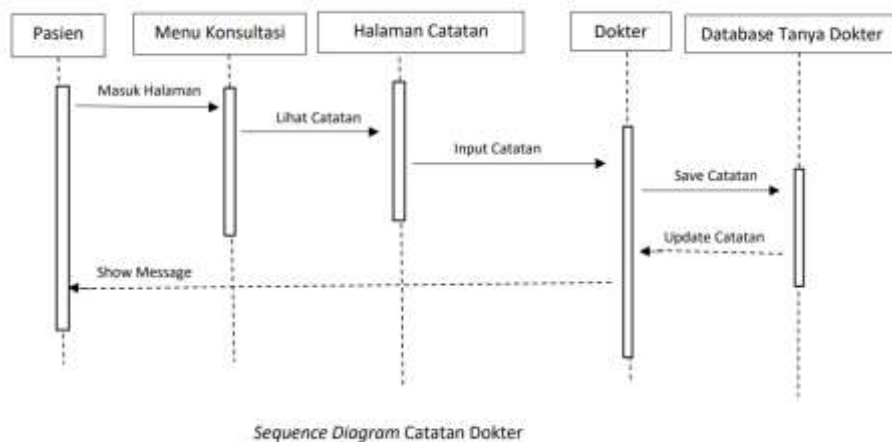 Pasien
Menu Konsultasi
Halaman Catatan
Dokter
Database Tanya Dokter
Masuk Halaman
Lihat Catatan
Input Catatan
Save Catatan
Update Catatan
Show Message
Sequence Diagram Catatan Dokter